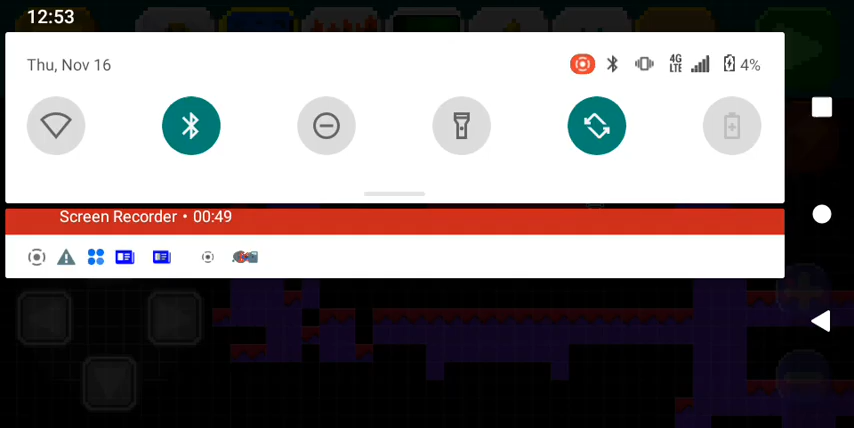 12:53
Thu, Nov 16
4G
LTE
4%
Screen Recorder • 00:49